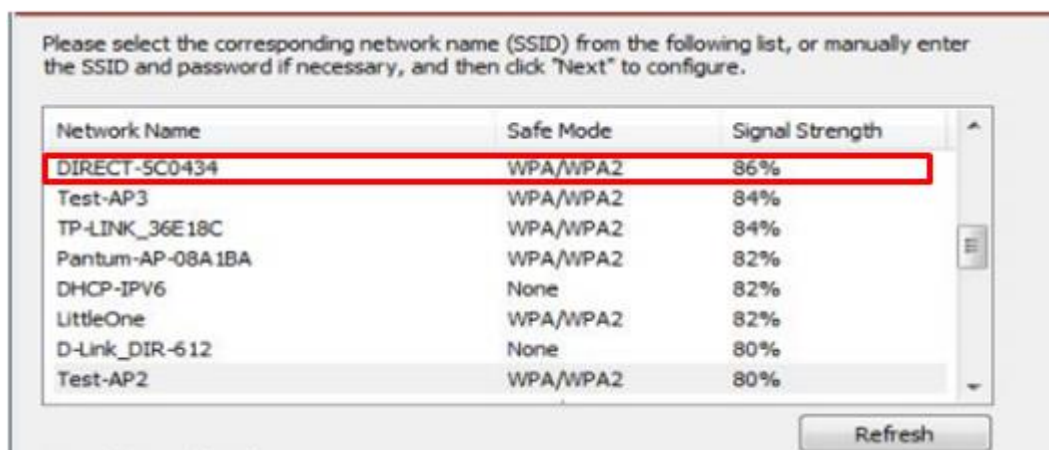 Please select the corresponding network name (SSID) from the following list, or manually enter
the SSID and password if necessary, and then click "Next" to configure.
Network Name Safe Mode Signal Strength
DIRECT-5C0434 WPA/WPA2 86%
Test-AP3 WPA/WPA2 84%
TP-LINK_36E18C WPA/WPA2 84%
Pantum-AP-08A1BA WPA/WPA2 82%
DHCP-IPV6 None 82%
LittleOne WPA/WPA2 82%
D-Link_DIR-612 None 80%
Test-AP2 WPA/WPA2 80%
Refresh